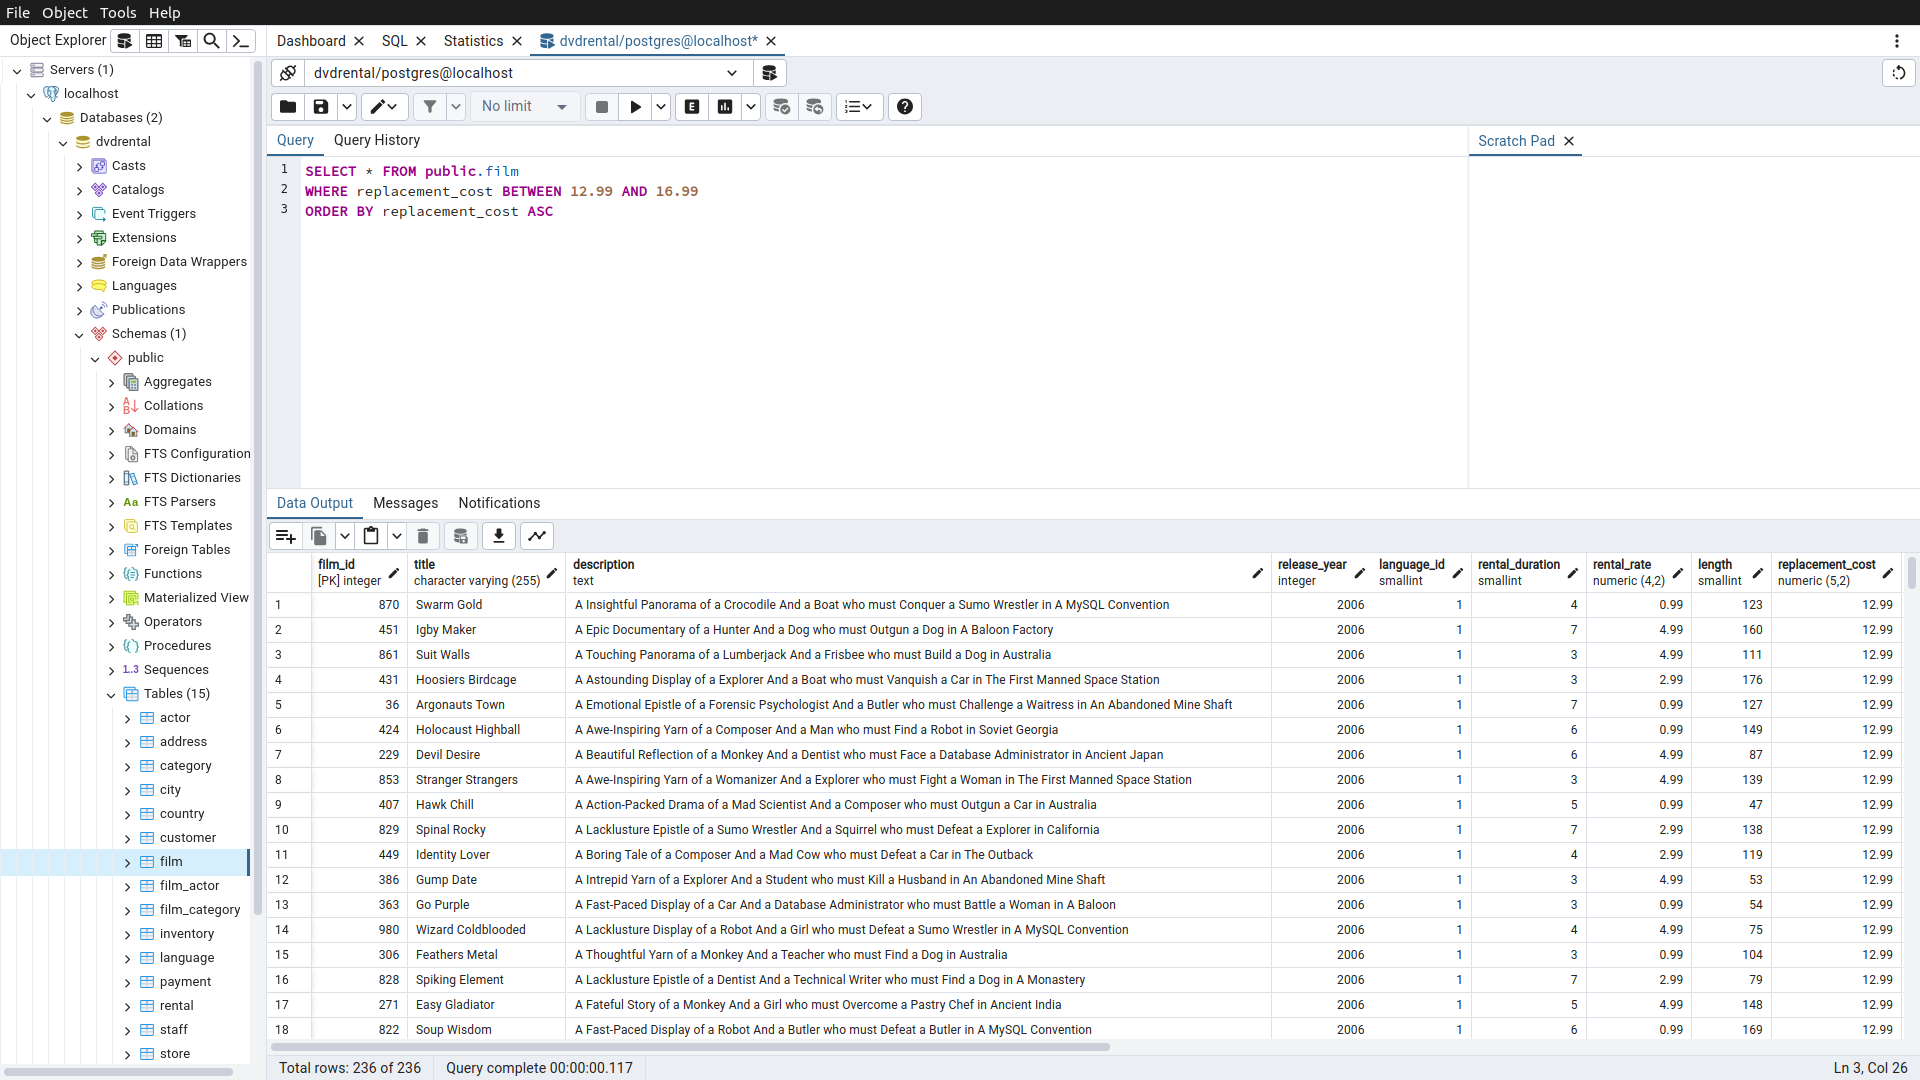 File Object Tools Help
Object Explorer
Dashboard SQL Statistics dvdrental/postgres@localhost*
Servers (1)
localhost
Databases (2)
dvdrental
Casts
Catalogs
Event Triggers
Extensions
Foreign Data Wrappers
Languages
Publications
Schemas (1)
public
Aggregates
Collations
Domains
FTS Configuration
FTS Dictionaries
Aa FTS Parsers
FTS Templates
Foreign Tables
Functions
Materialized View
Operators
Procedures
1..3 Sequences
Tables (15)
actor
address
category
city
country
customer
film
film_actor
film_category
inventory
language
payment
rental
staff
store
dvdrental/postgres@localhost
No limit
E
Query Query History
Scratch Pad
1 SELECT * FROM public.film
2 WHERE replacement_cost BETWEEN 12.99 AND 16.99
3 ORDER BY replacement_cost ASC
Data Output Messages Notifications
film_id title description release_year language_id rental_duration rental_rate length replacement_cost
[PK] integer character varying (255) text integer smallint smallint numeric (4,2) smallint numeric (5,2)
1 870 Swarm Gold A Insightful Panorama of a Crocodile And a Boat who must Conquer a Sumo Wrestler in A MySQL Convention 2006 1 4 0.99 123 12.99
2 451 Igby Maker A Epic Documentary of a Hunter And a Dog who must Outgun a Dog in A Baloon Factory 2006 1 7 4.99 160 12.99
3 861 Suit Walls A Touching Panorama of a Lumberjack And a Frisbee who must Build a Dog in Australia 2006 1 3 4.99 111 12.99
4 431 Hoosiers Birdcage A Astounding Display of a Explorer And a Boat who must Vanquish a Car in The First Manned Space Station 2006 1 3 2.99 176 12.99
5 36 Argonauts Town A Emotional Epistle of a Forensic Psychologist And a Butler who must Challenge a Waitress in An Abandoned Mine Shaft 2006 1 7 0.99 127 12.99
6 424 Holocaust Highball A Awe-Inspiring Yarn of a Composer And a Man who must Find a Robot in Soviet Georgia 2006 1 6 0.99 149 12.99
7 229 Devil Desire A Beautiful Reflection of a Monkey And a Dentist who must Face a Database Administrator in Ancient Japan 2006 1 6 4.99 87 12.99
8 853 Stranger Strangers A Awe-Inspiring Yarn of a Womanizer And a Explorer who must Fight a Woman in The First Manned Space Station 2006 1 3 4.99 139 12.99
9 407 Hawk Chill A Action-Packed Drama of a Mad Scientist And a Composer who must Outgun a Car in Australia 2006 1 5 0.99 47 12.99
10 829 Spinal Rocky A Lacklusture Epistle of a Sumo Wrestler And a Squirrel who must Defeat a Explorer in California 2006 1 7 2.99 138 12.99
11 449 Identity Lover A Boring Tale of a Composer And a Mad Cow who must Defeat a Car in The Outback 2006 1 4 2.99 119 12.99
12 386 Gump Date A Intrepid Yarn of a Explorer And a Student who must Kill a Husband in An Abandoned Mine Shaft 2006 1 3 4.99 53 12.99
13 363 Go Purple A Fast-Paced Display of a Car And a Database Administrator who must Battle a Woman in A Baloon 2006 1 3 0.99 54 12.99
14 980 Wizard Coldblooded A Lacklusture Display of a Robot And a Girl who must Defeat a Sumo Wrestler in A MySQL Convention 2006 1 4 4.99 75 12.99
15 306 Feathers Metal A Thoughtful Yarn of a Monkey And a Teacher who must Find a Dog in Australia 2006 1 3 0.99 104 12.99
16 828 Spiking Element A Lacklusture Epistle of a Dentist And a Technical Writer who must Find a Dog in A Monastery 2006 1 7 2.99 79 12.99
17 271 Easy Gladiator A Fateful Story of a Monkey And a Girl who must Overcome a Pastry Chef in Ancient India 2006 1 5 4.99 148 12.99
18 822 Soup Wisdom A Fast-Paced Display of a Robot And a Butler who must Defeat a Butler in A MySQL Convention 2006 1 6 0.99 169 12.99
Total rows: 236 of 236 Query complete 00:00:00.117 Ln 3, Col 26